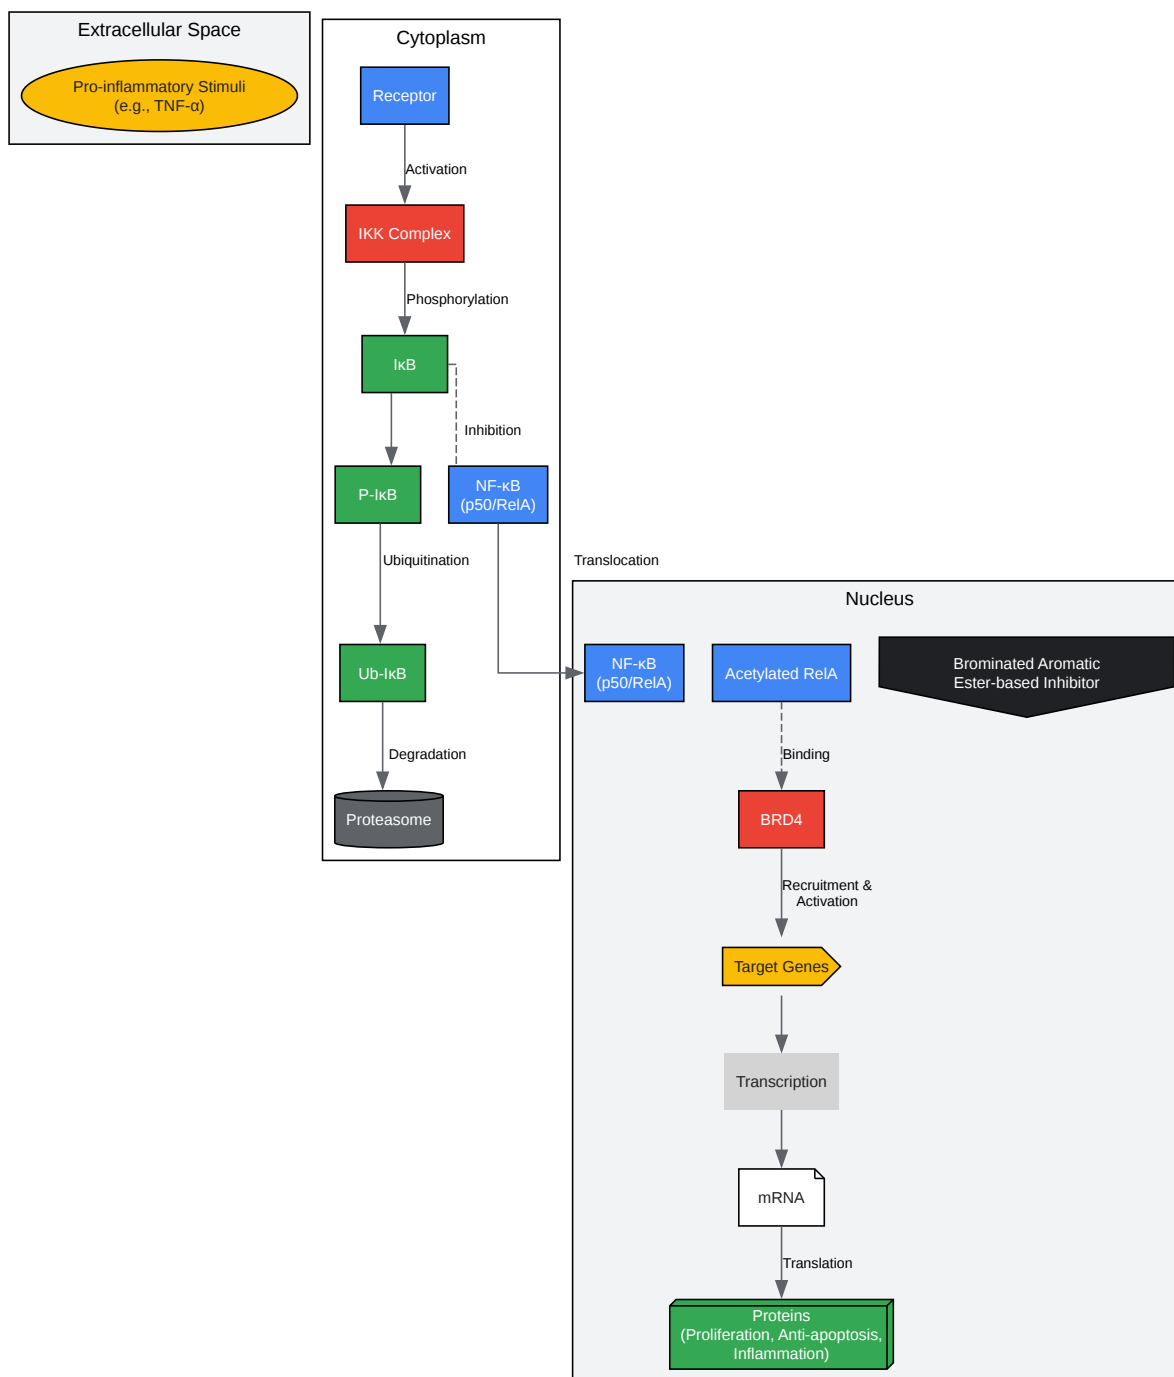 Extracellular Space
Pro-inflammatory Stimuli
(e.g., TNF-α)
Cytoplasm
Receptor
Activation
IKK Complex
Phosphorylation
IκB
Inhibition
P-IκB
NF-κB
(p50/RelA)
Ubiquitination
Translocation
Ub-IκB
Degradation
Proteasome
Nucleus
NF-κB
(p50/RelA)
Acetylated RelA
Brominated Aromatic
Ester-based Inhibitor
Binding
BRD4
Recruitment &
Activation
Target Genes
Transcription
mRNA
Translation
Proteins
(Proliferation, Anti-apoptosis,
Inflammation)